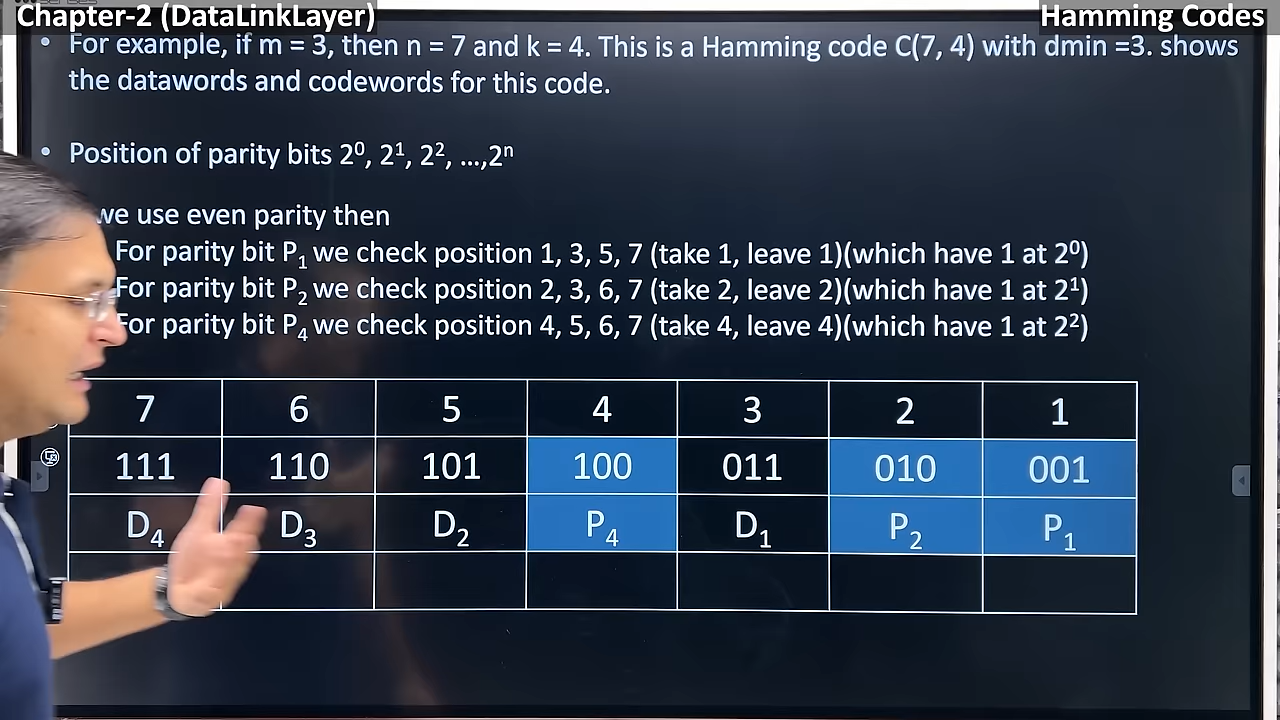 Chapter-2 (DataLinkLayer)
Hamming Codes
• For example, if m = 3, then n = 7 and k = 4. This is a Hamming code C(7, 4) with dmin =3. shows
the datawords and codewords for this code.
• Position of parity bits 2⁰, 2¹, 2², ...,2ⁿ
we use even parity then
For parity bit P₁ we check position 1, 3, 5, 7 (take 1, leave 1)(which have 1 at 2⁰)
For parity bit P₂ we check position 2, 3, 6, 7 (take 2, leave 2)(which have 1 at 2¹)
For parity bit P₄ we check position 4, 5, 6, 7 (take 4, leave 4)(which have 1 at 2²)
7 6 5 4 3 2 1
111 110 101 100 011 010 001
D₄ D₃ D₂ P₄ D₁ P₂ P₁